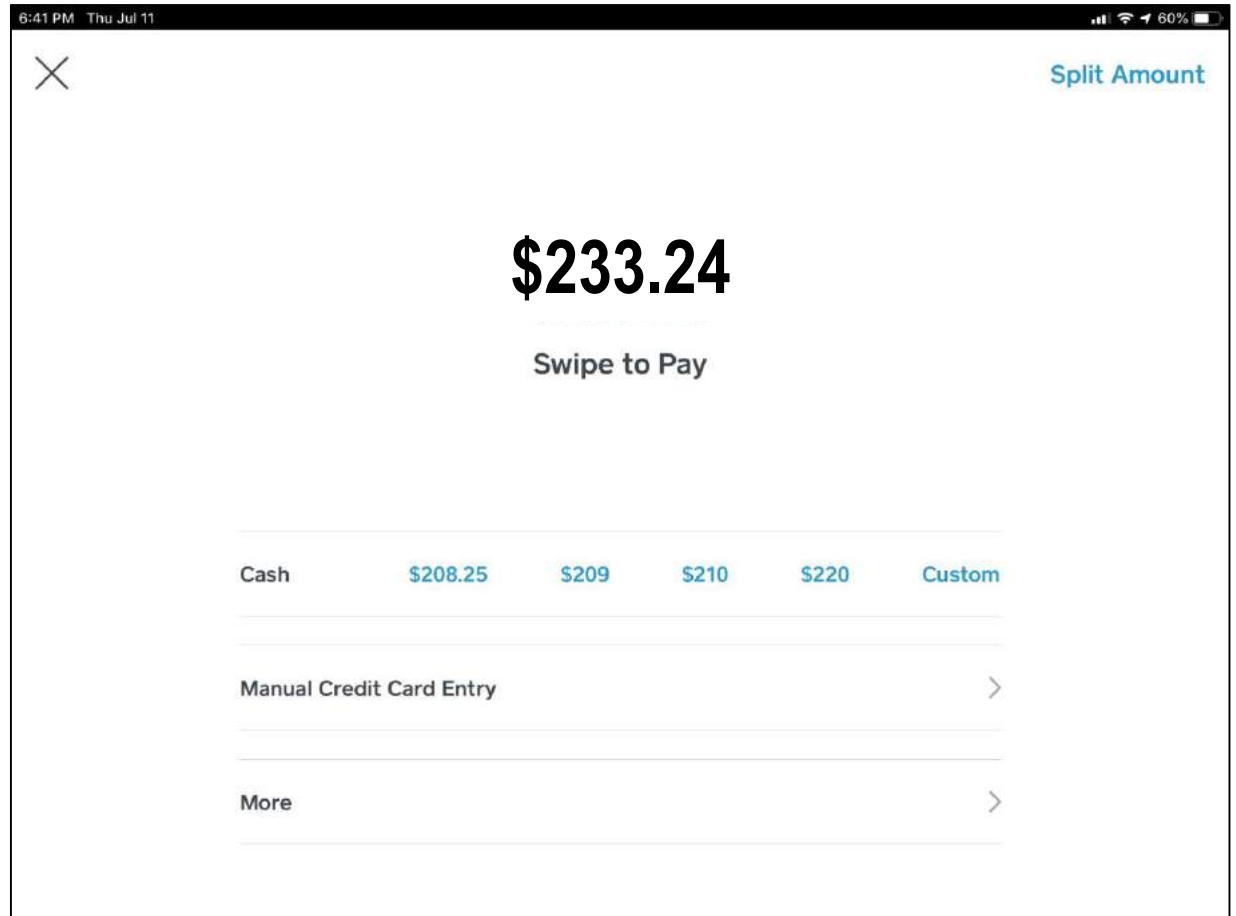 6:41 PM Thu Jul 11 60%
Split Amount
$233.24
Swipe to Pay
Cash $208.25 $209 $210 $220 Custom
Manual Credit Card Entry
More